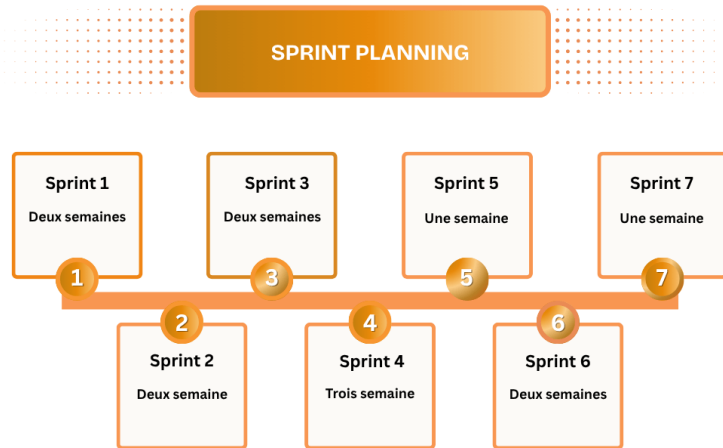 SPRINT PLANNING
Sprint 1
Deux semaines
1
Sprint 3
Deux semaines
3
Sprint 5
Une semaine
5
Sprint 7
Une semaine
7
2
Sprint 2
Deux semaine
4
Sprint 4
Trois semaine
6
Sprint 6
Deux semaines